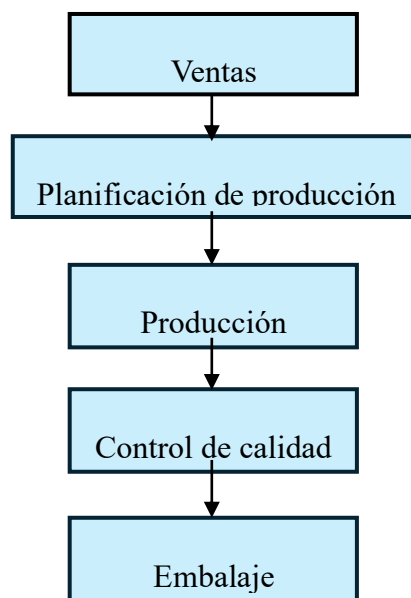 Ventas
Planificación de producción
Producción
Control de calidad
Embalaje